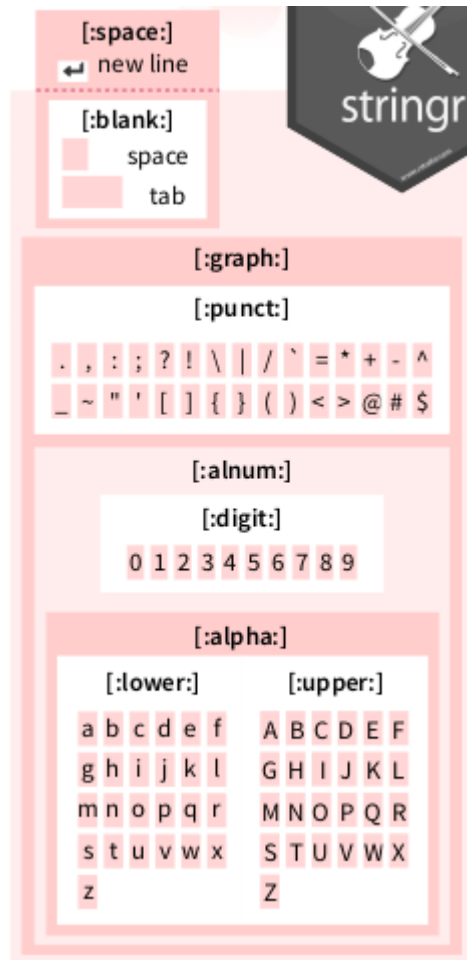 [:space:]
new line
[:blank:]
space
tab
stringr
[:graph:]
[:punct:]
. , : ; ? ! \ | / ` = * + - ^
_ ~ " ' [ ] { } ( ) < > @ # $
[:alnum:]
[:digit:]
0 1 2 3 4 5 6 7 8 9
[:alpha:]
[:lower:] [:upper:]
a b c d e f A B C D E F
g h i j k l G H I J K L
m n o p q r M N O P Q R
s t u v w x S T U V W X
z Z